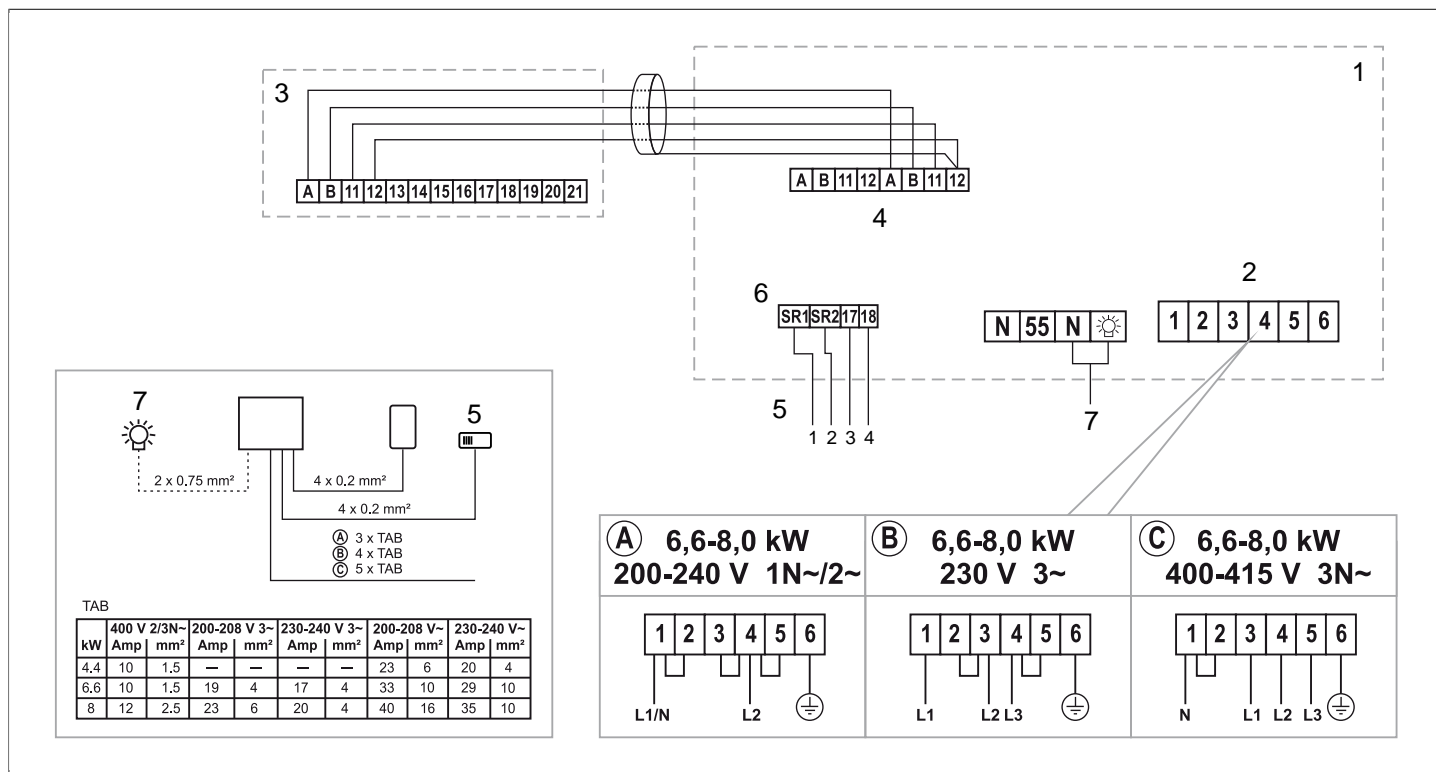 1
3
A B 11 12 13 14 15 16 17 18 19 20 21
A B 11 12 A B 11 12
4
2
6
SR1 SR2 17 18
N 55 N
1 2 3 4 5 6
5
1 2 3 4
7
7
5
2 x 0.75 mm²
4 x 0.2 mm²
4 x 0.2 mm²
A 3 x TAB
B 4 x TAB
C 5 x TAB
TAB
kW 400 V 2/3N~ 200-208 V 3~ 230-240 V 3~ 200-208 V~ 230-240 V~
Amp mm² Amp mm² Amp mm² Amp mm² Amp mm²
4.4 10 1.5 — — — — 23 6 20 4
6.6 10 1.5 19 4 17 4 33 10 29 10
8 12 2.5 23 6 20 4 40 16 35 10
A 6,6-8,0 kW
200-240 V 1N~/2~
1 2 3 4 5 6
L1/N L2
B 6,6-8,0 kW
230 V 3~
1 2 3 4 5 6
L1 L2 L3
C 6,6-8,0 kW
400-415 V 3N~
1 2 3 4 5 6
N L1 L2 L3